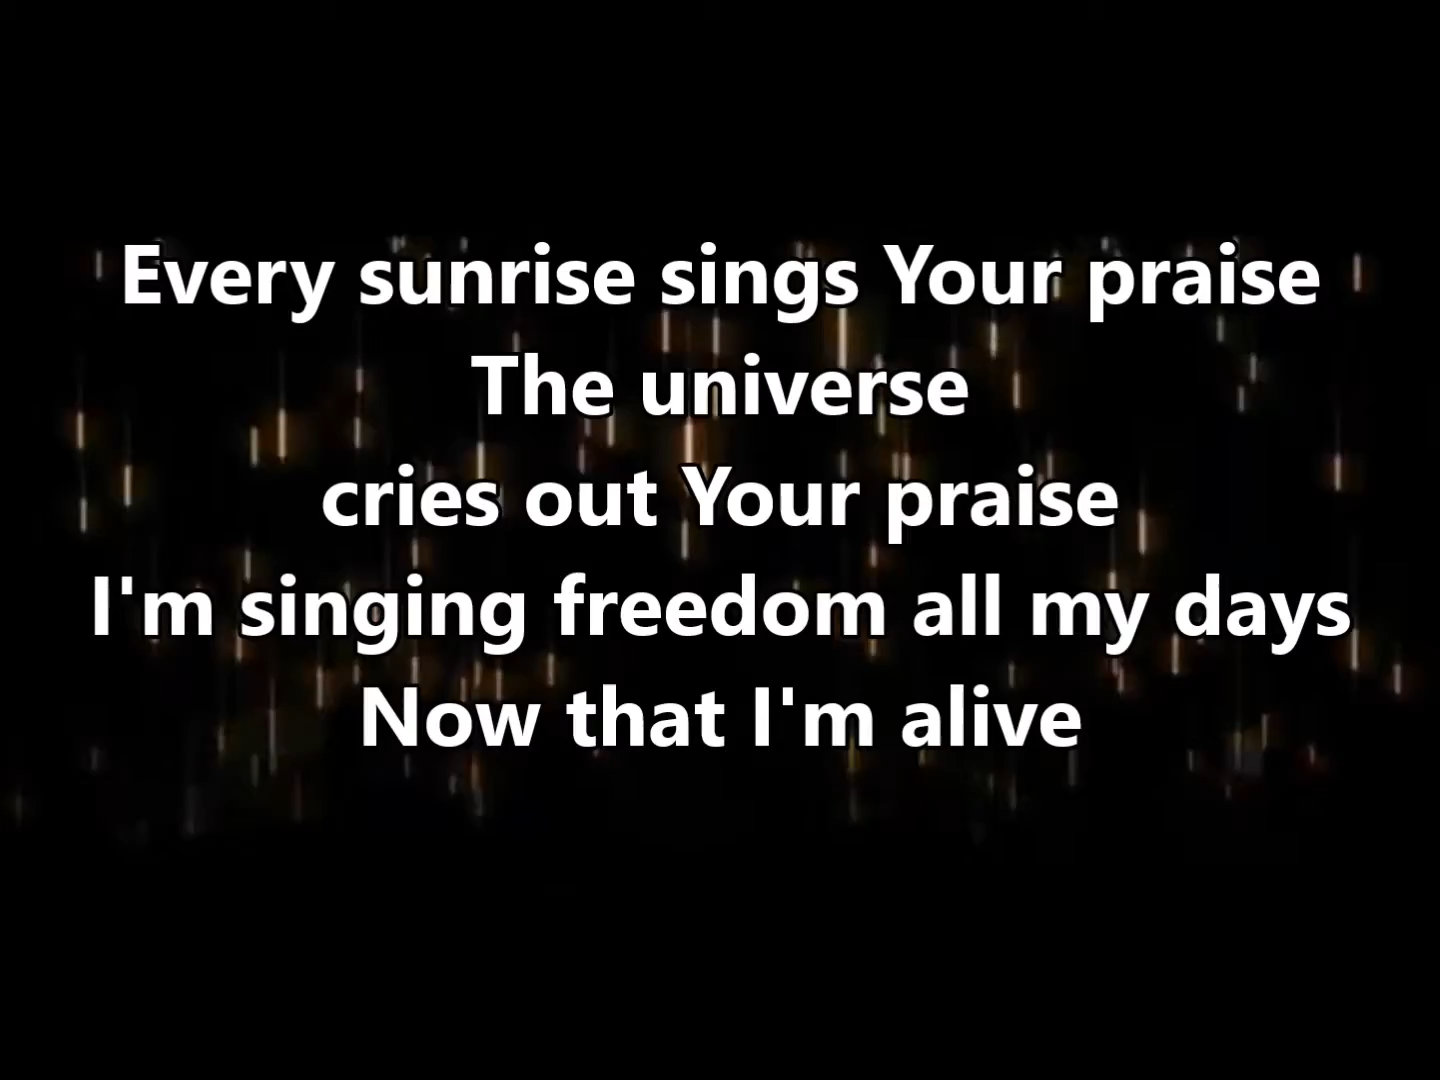 Every sunrise sings Your praise
The universe
cries out Your praise
I'm singing freedom all my days
Now that I'm alive